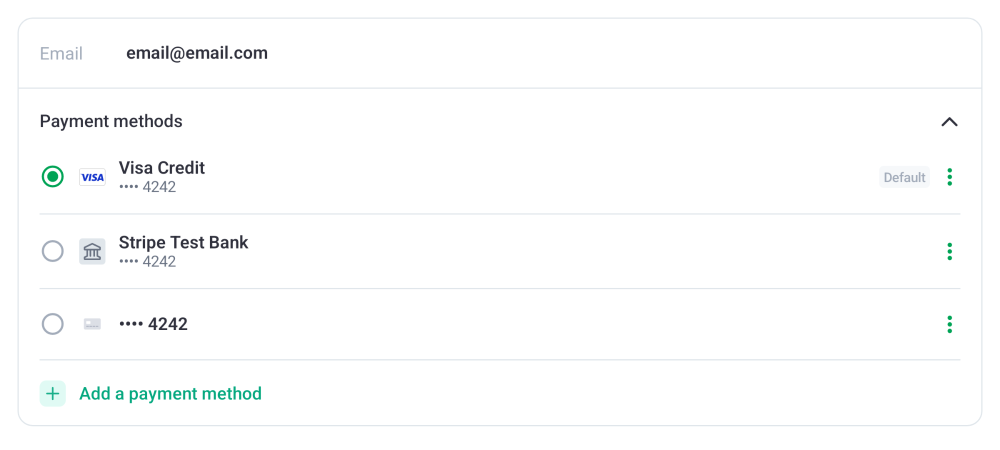 Email email@email.com
Payment methods
VISA Visa Credit
•••• 4242
Default
Stripe Test Bank
•••• 4242
•••• 4242
+ Add a payment method